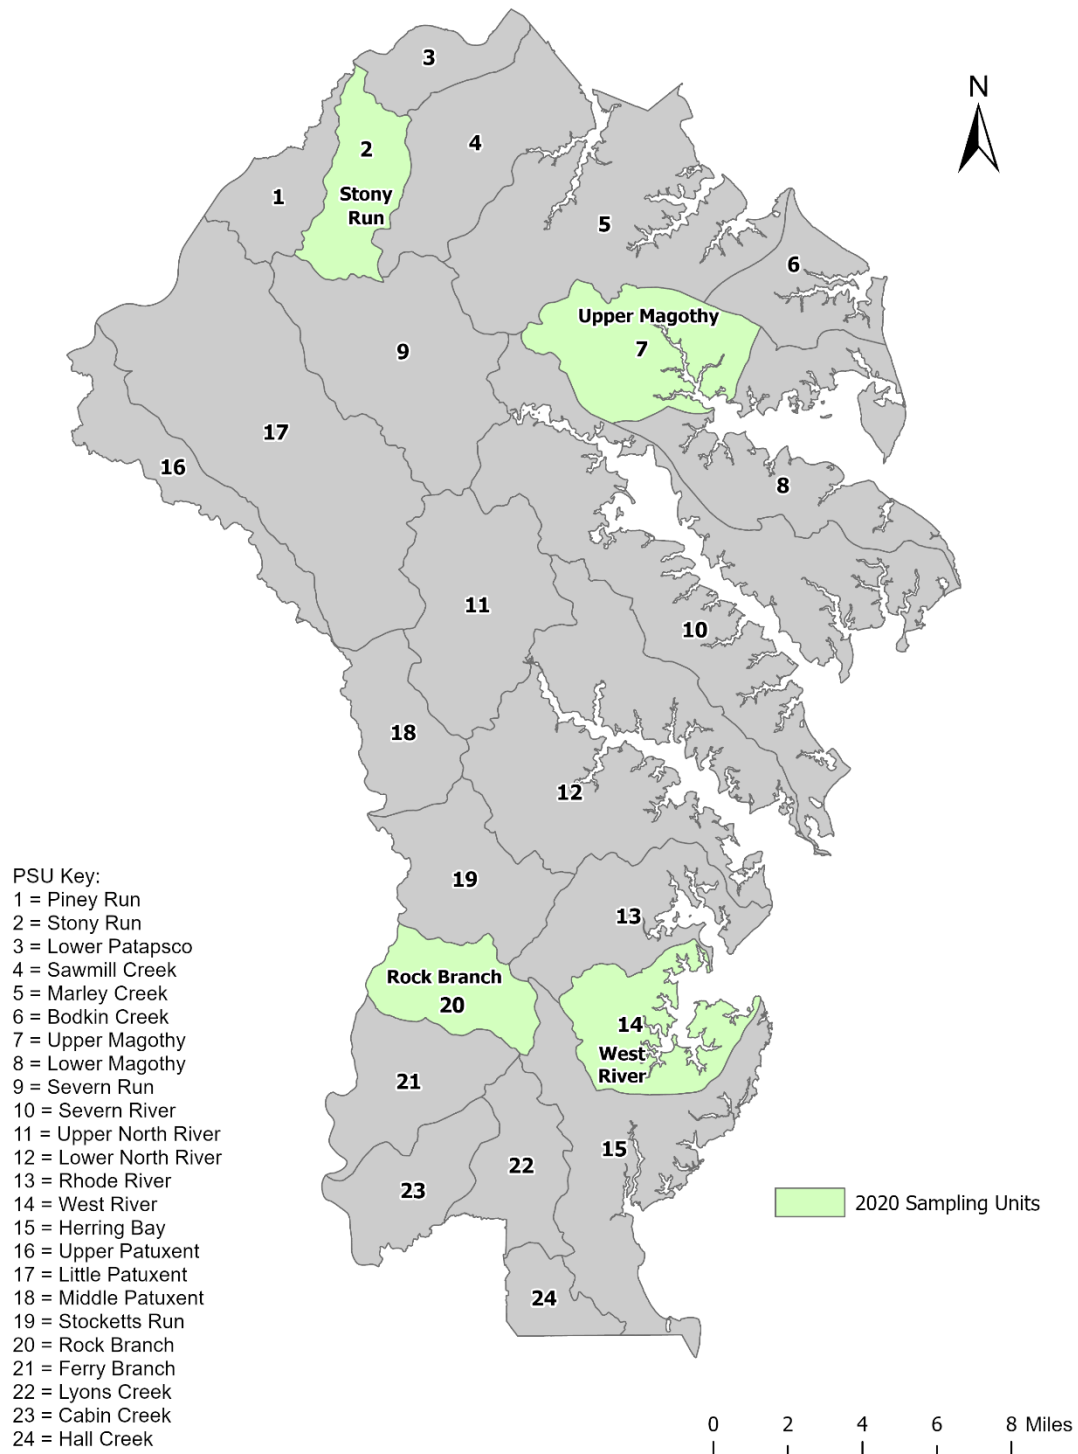 3
N
2
4
Stony
Run
1
5
6
Upper Magothy
7
9
17
16
8
11
10
18
12
PSU Key:
1 = Piney Run
2 = Stony Run
3 = Lower Patapsco
4 = Sawmill Creek
5 = Marley Creek
6 = Bodkin Creek
7 = Upper Magothy
8 = Lower Magothy
9 = Severn Run
10 = Severn River
11 = Upper North River
12 = Lower North River
13 = Rhode River
14 = West River
15 = Herring Bay
16 = Upper Patuxent
17 = Little Patuxent
18 = Middle Patuxent
19 = Stocketts Run
20 = Rock Branch
21 = Ferry Branch
22 = Lyons Creek
23 = Cabin Creek
24 = Hall Creek
19
13
Rock Branch
20
14
West
River
21
15
22
23
2020 Sampling Units
24
0 2 4 6 8 Miles